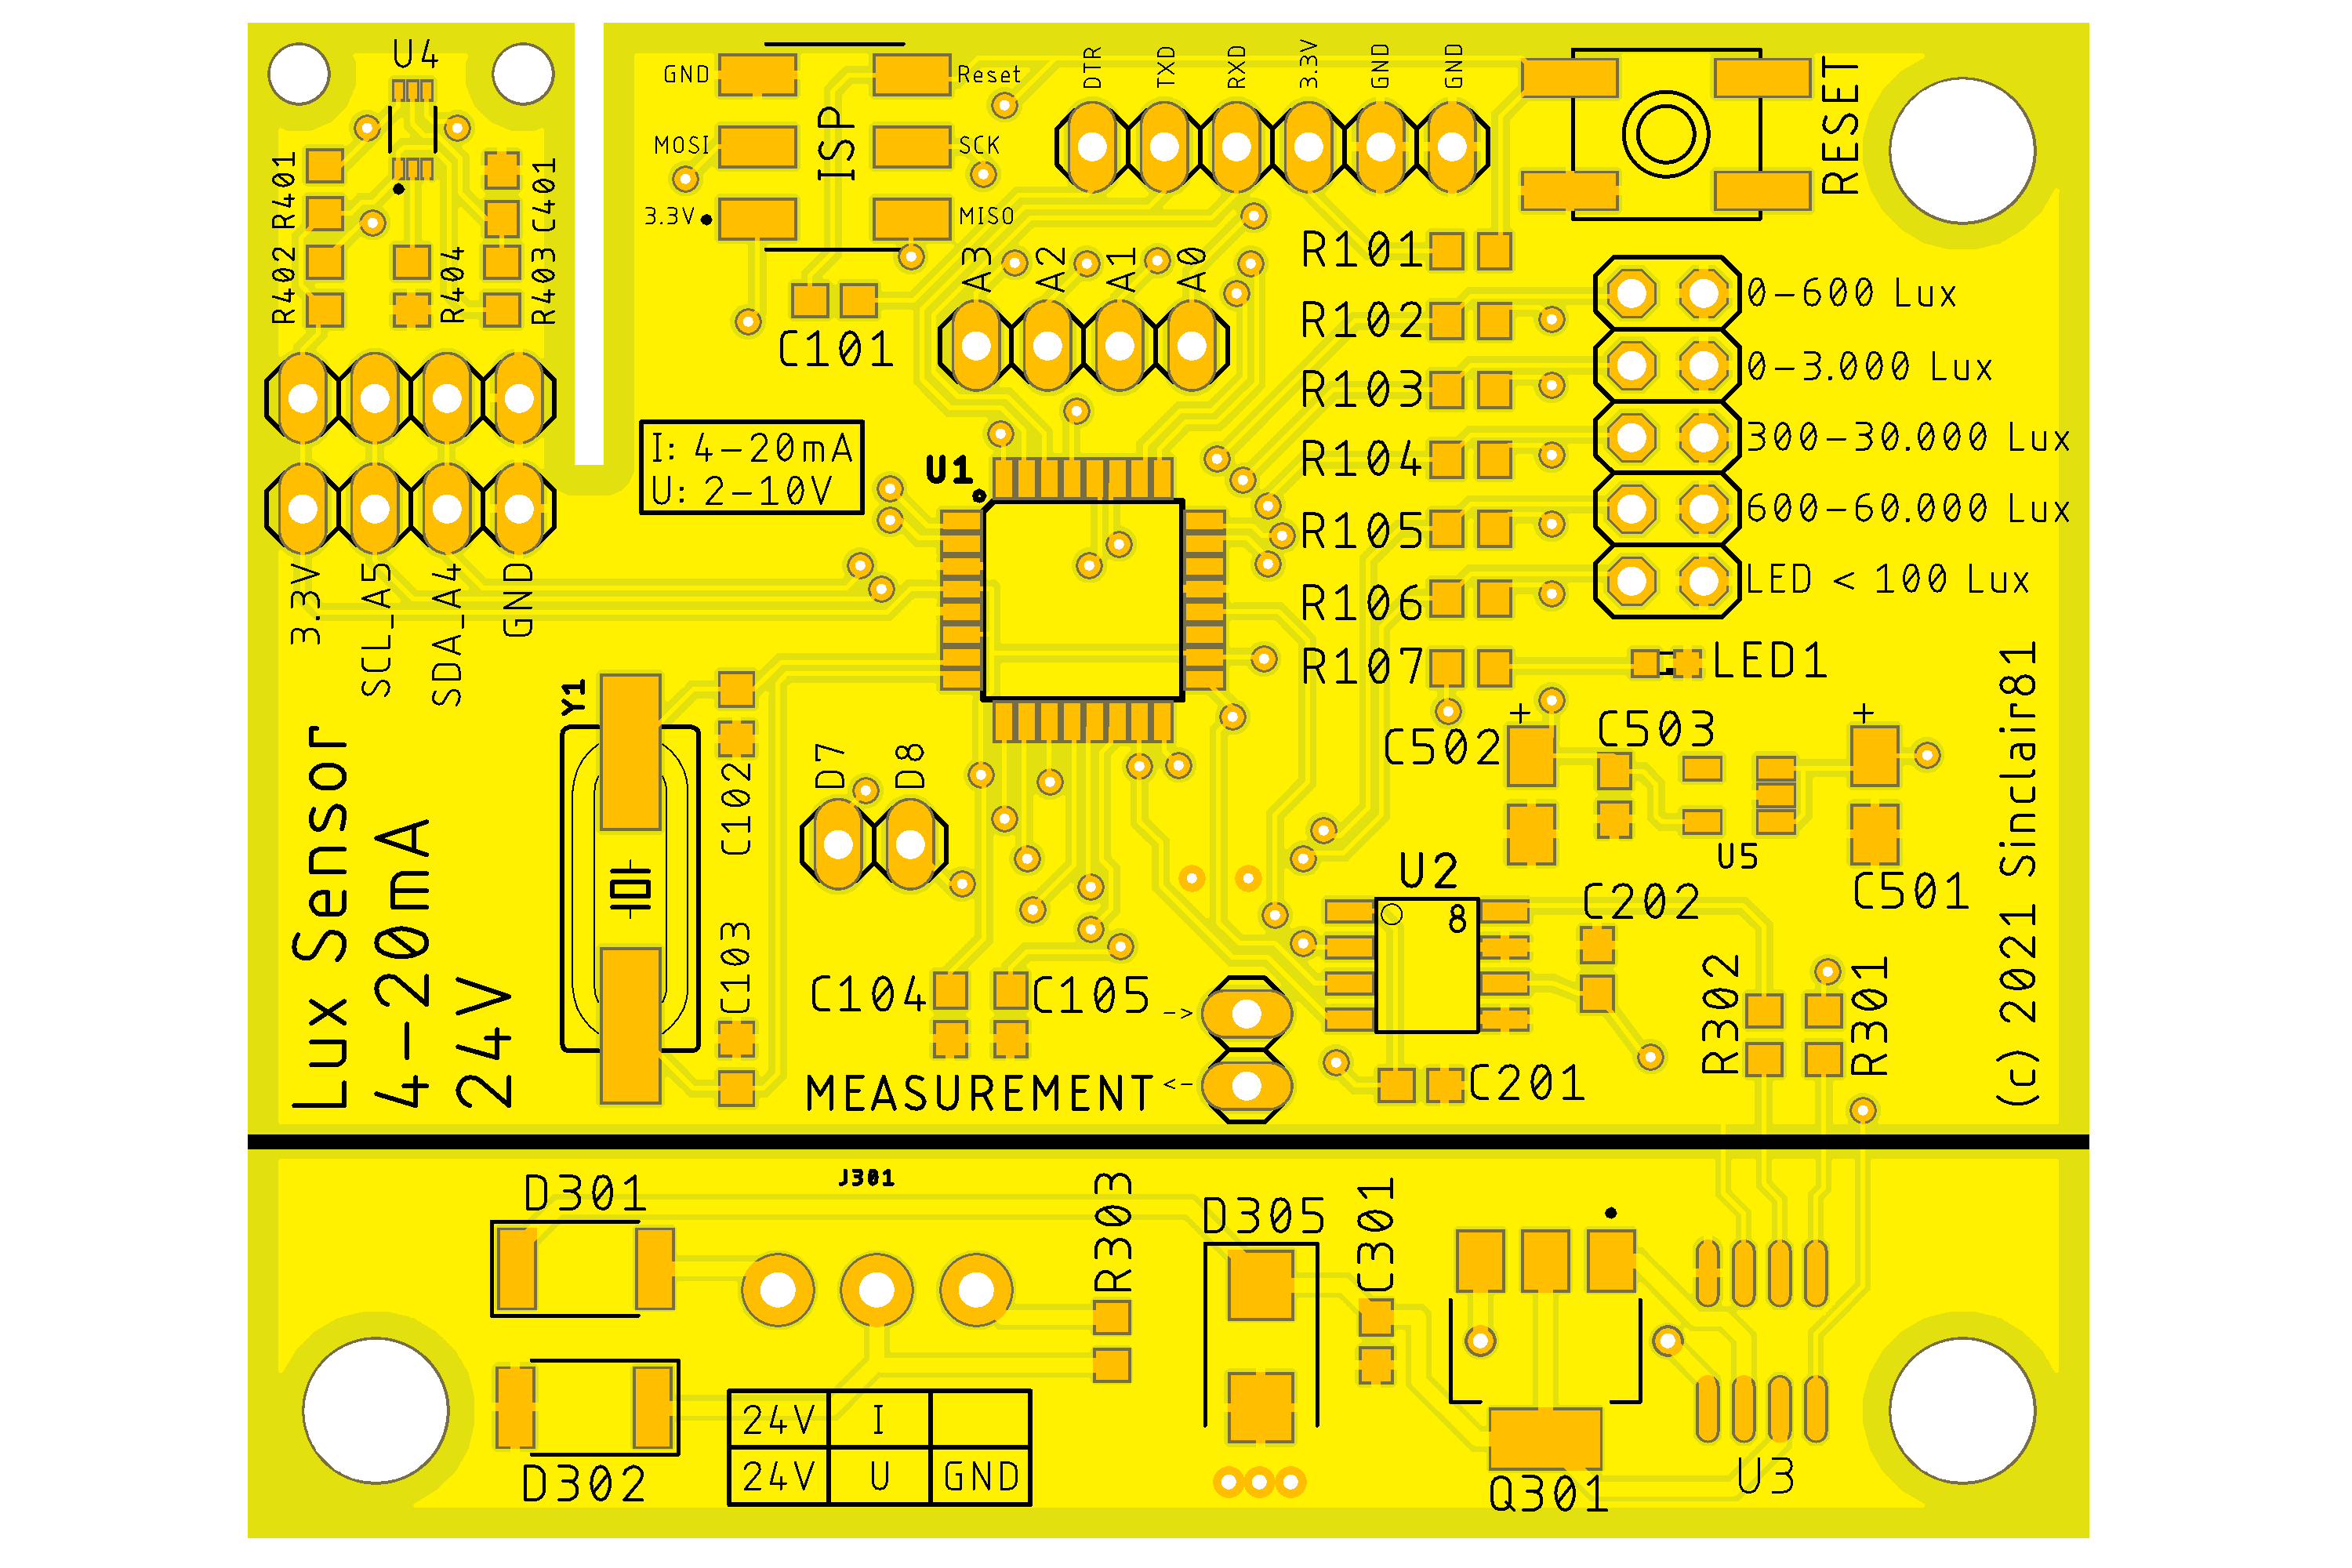 U4
GND
Reset
MOSI
ISP
SCK
3.3V
MISO
DTR
TXD
RXD
3.3V
GND
GND
RESET
R401
R402
C401
R403
R404
C101
A3
A2
A1
A0
R101
R102
R103
R104
R105
R106
R107
0-600 Lux
0-3.000 Lux
300-30.000 Lux
600-60.000 Lux
LED < 100 Lux
LED1
I: 4-20mA
U: 2-10V
U1
3.3V
SCL_A5
SDA_A4
GND
Y1
C102
C103
D7
D8
C502
+
C503
+
U5
C501
(c) 2021 Sinclair81
Lux Sensor
4-20mA
24V
U2
8
C202
C104
C105
->
MEASUREMENT
<-
C201
R302
R301
D301
J301
R303
D305
C301
D302
24V I
24V U GND
Q301
U3